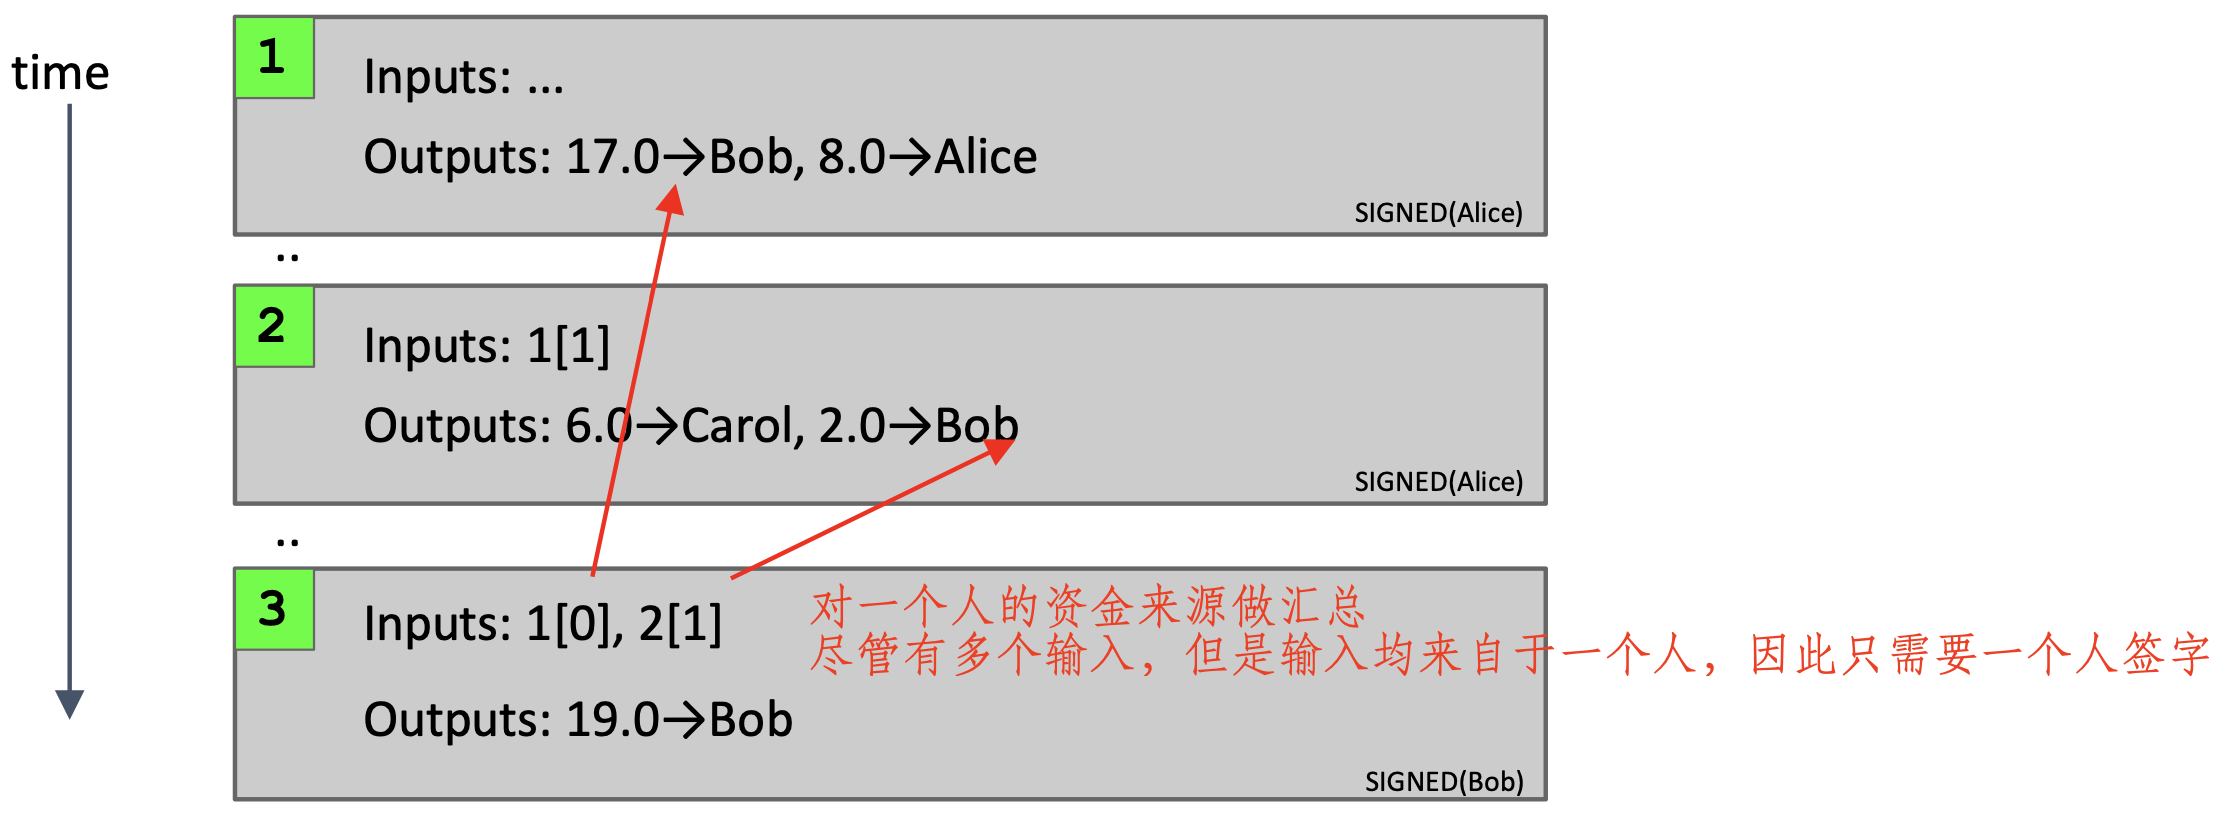 time
1
Inputs: ...
Outputs: 17.0→Bob, 8.0→Alice
SIGNED(Alice)
..
2
Inputs: 1[1]
Outputs: 6.0→Carol, 2.0→Bob
SIGNED(Alice)
..
3
对一个人的资金来源做汇总
Inputs: 1[0], 2[1]
尽管有多个输入，但是输入均来自于一个人，因此只需要一个人签字
Outputs: 19.0→Bob
SIGNED(Bob)